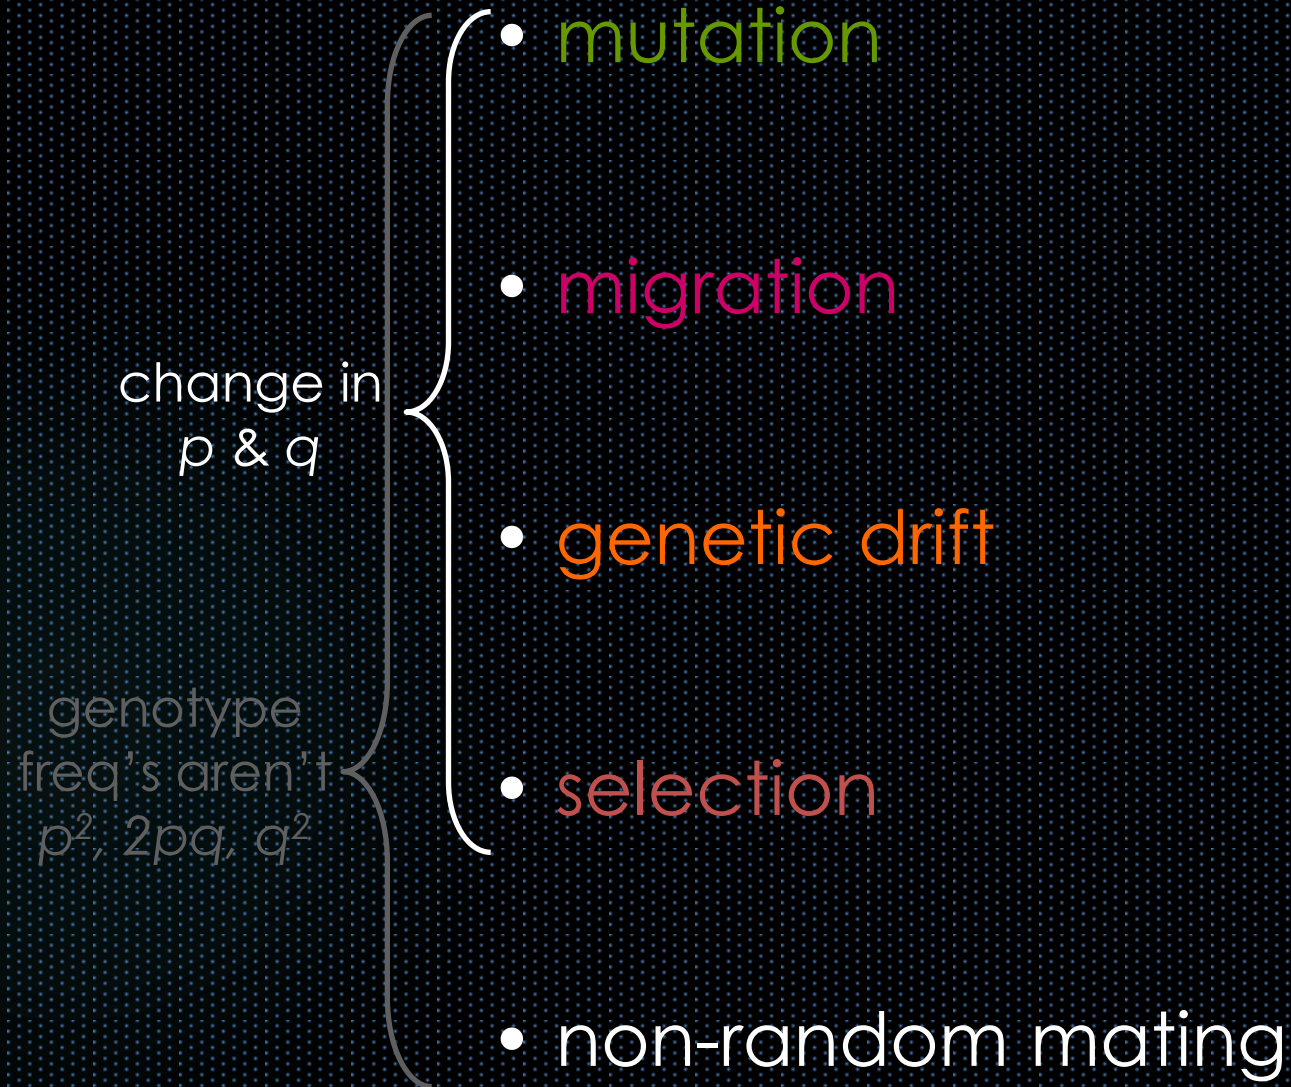 • mutation
• migration
change in
p & q
• genetic drift
genotype
freq's aren't
p², 2pq, q²
• selection
• non-random mating